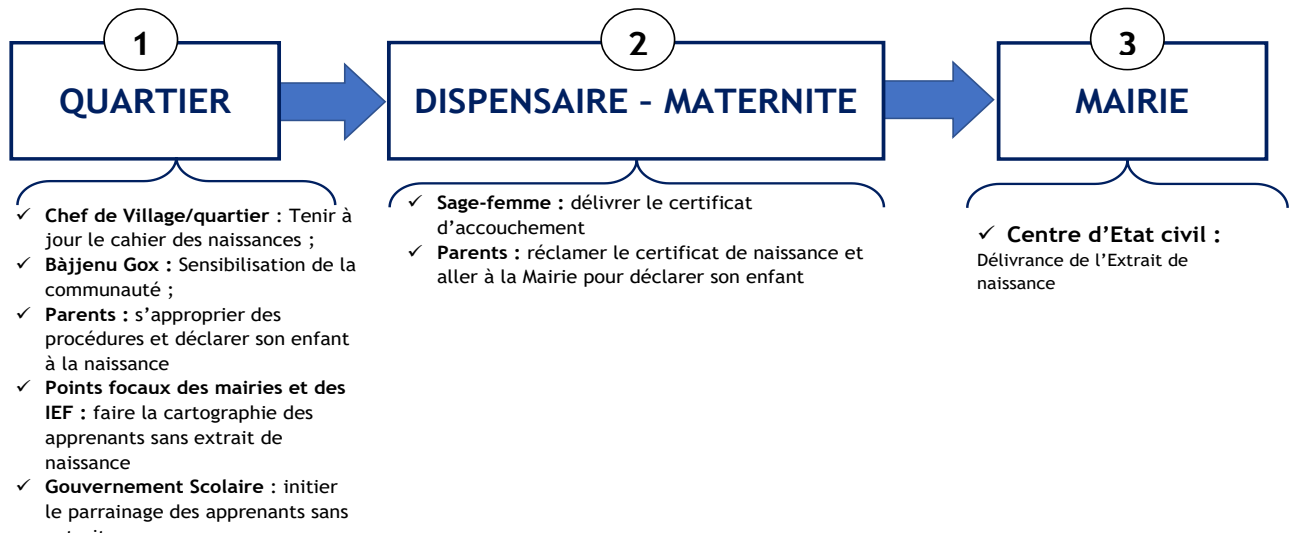 1
QUARTIER
✓ Chef de Village/quartier : Tenir à
jour le cahier des naissances ;
✓ Bàjjenu Gox : Sensibilisation de la
communauté ;
✓ Parents : s’approprier des
procédures et déclarer son enfant
à la naissance
✓ Points focaux des mairies et des
IEF : faire la cartographie des
apprenants sans extrait de
naissance
✓ Gouvernement Scolaire : initier
le parrainage des apprenants sans
2
DISPENSAIRE – MATERNITE
✓ Sage-femme : délivrer le certificat
d’accouchement
✓ Parents : réclamer le certificat de naissance et
aller à la Mairie pour déclarer son enfant
3
MAIRIE
✓ Centre d’Etat civil :
Délivrance de l’Extrait de
naissance